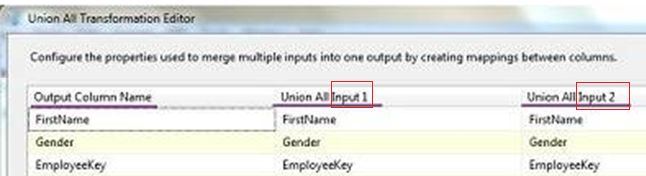 Union All Transformation Editor
Configure the properties used to merge multiple inputs into one output by creating mappings between columns.
Output Column Name Union All Input 1 Union All Input 2
FirstName FirstName FirstName
Gender Gender Gender
EmployeeKey EmployeeKey EmployeeKey